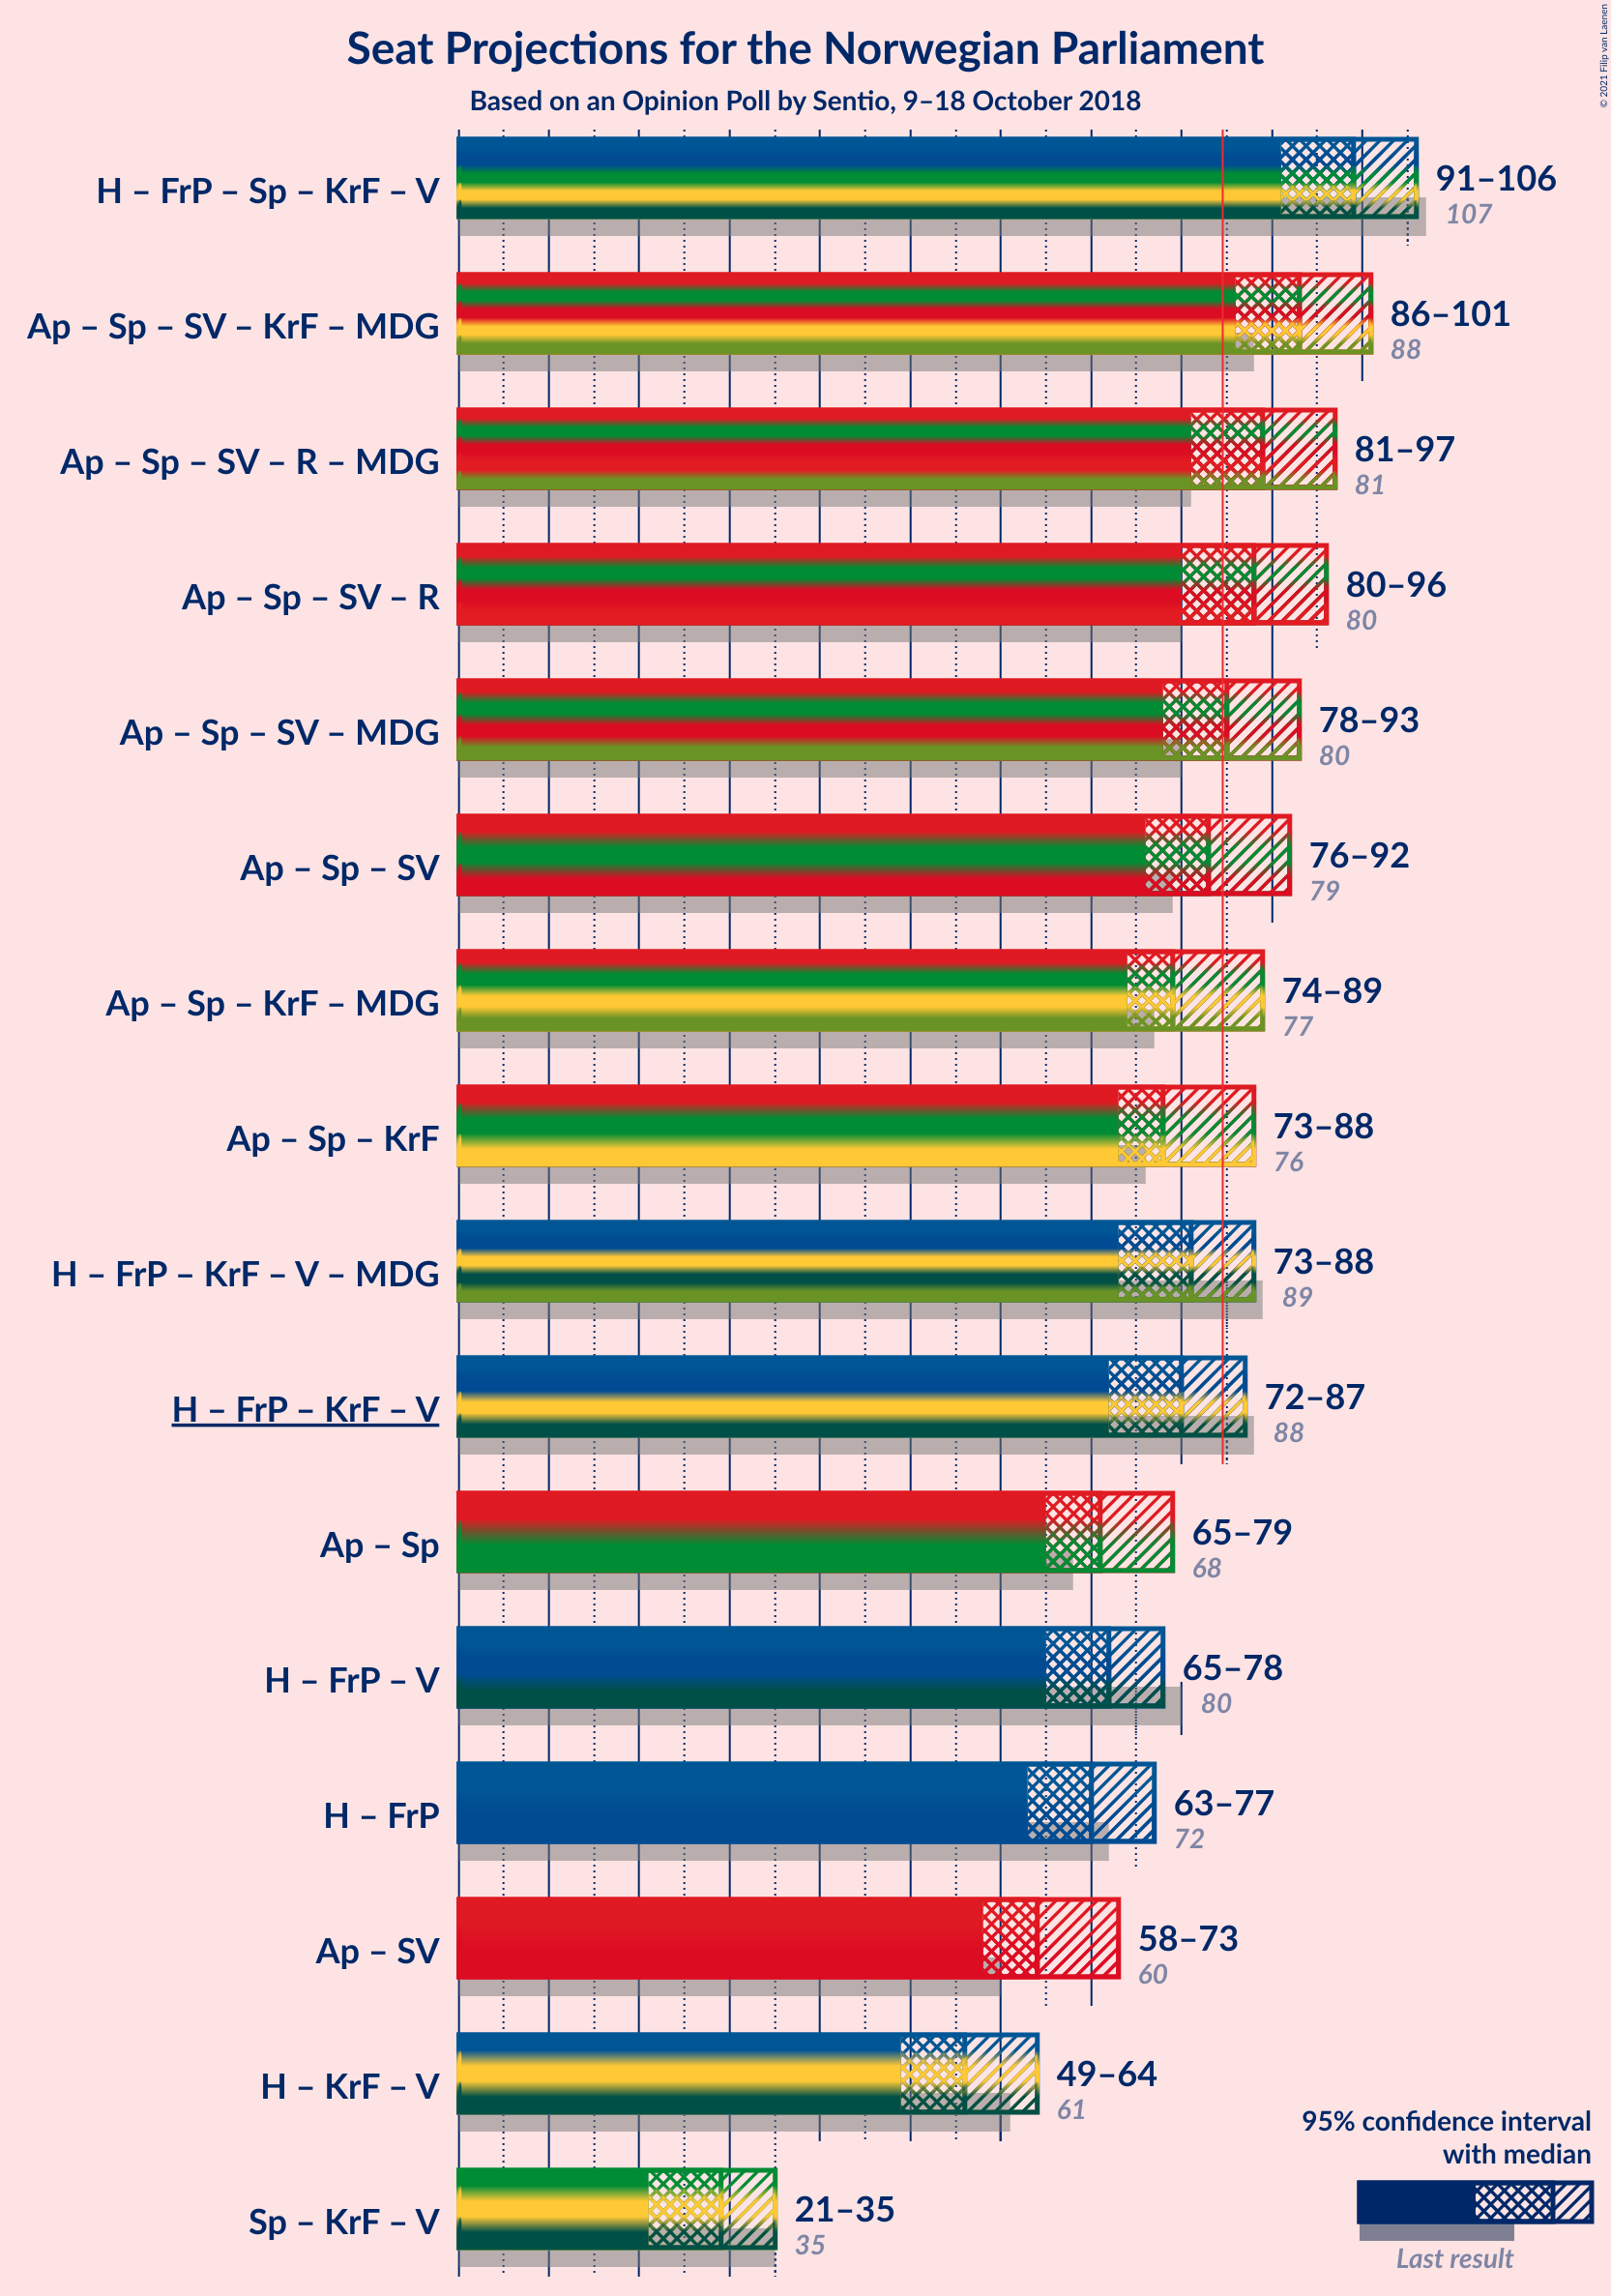 Seat Projections for the Norwegian Parliament
Based on an Opinion Poll by Sentio, 9–18 October 2018
© 2021 Filip van Laenen
H – FrP – Sp – KrF – V
91–106
107
Ap – Sp – SV – KrF – MDG
86–101
88
Ap – Sp – SV – R – MDG
81–97
81
Ap – Sp – SV – R
80–96
80
Ap – Sp – SV – MDG
78–93
80
Ap – Sp – SV
76–92
79
Ap – Sp – KrF – MDG
74–89
77
Ap – Sp – KrF
73–88
76
H – FrP – KrF – V – MDG
73–88
89
H – FrP – KrF – V
72–87
88
Ap – Sp
65–79
68
H – FrP – V
65–78
80
H – FrP
63–77
72
Ap – SV
58–73
60
H – KrF – V
49–64
61
Sp – KrF – V
21–35
35
95% confidence interval
with median
Last result